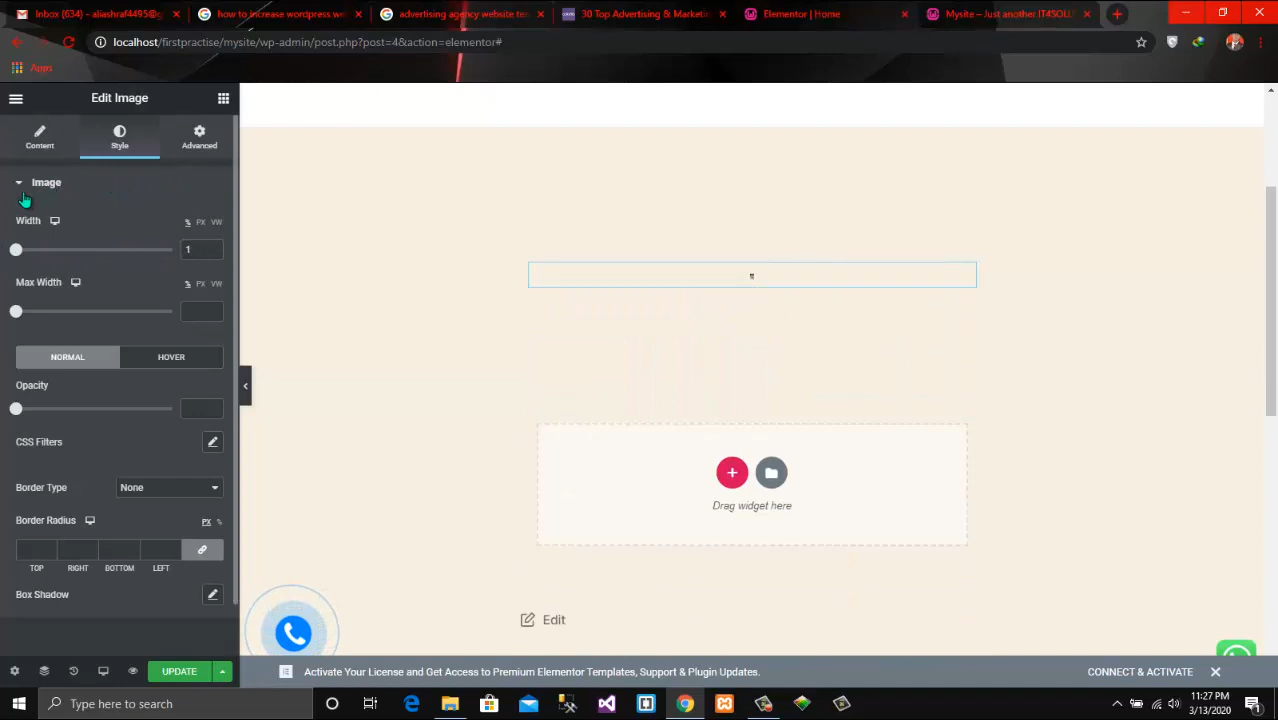 Inbox (634) - aliashraf4495@g
how to increase wordpress we
advertising agency website te
30 Top Advertising & Marketin
Elementor | Home
Mysite – Just another IT4SOLU
localhost/firstpractise/mysite/wp-admin/post.php?post=4&action=elementor#
Apps
Edit Image
Content
Style
Advanced
Image
Width
% PX VW
1
Max Width
% PX VW
NORMAL
HOVER
Opacity
CSS Filters
Border Type
None
Border Radius
PX %
TOP RIGHT BOTTOM LEFT
Box Shadow
UPDATE
Drag widget here
Edit
Activate Your License and Get Access to Premium Elementor Templates, Support & Plugin Updates.
CONNECT & ACTIVATE
Type here to search
11:27 PM
3/13/2020